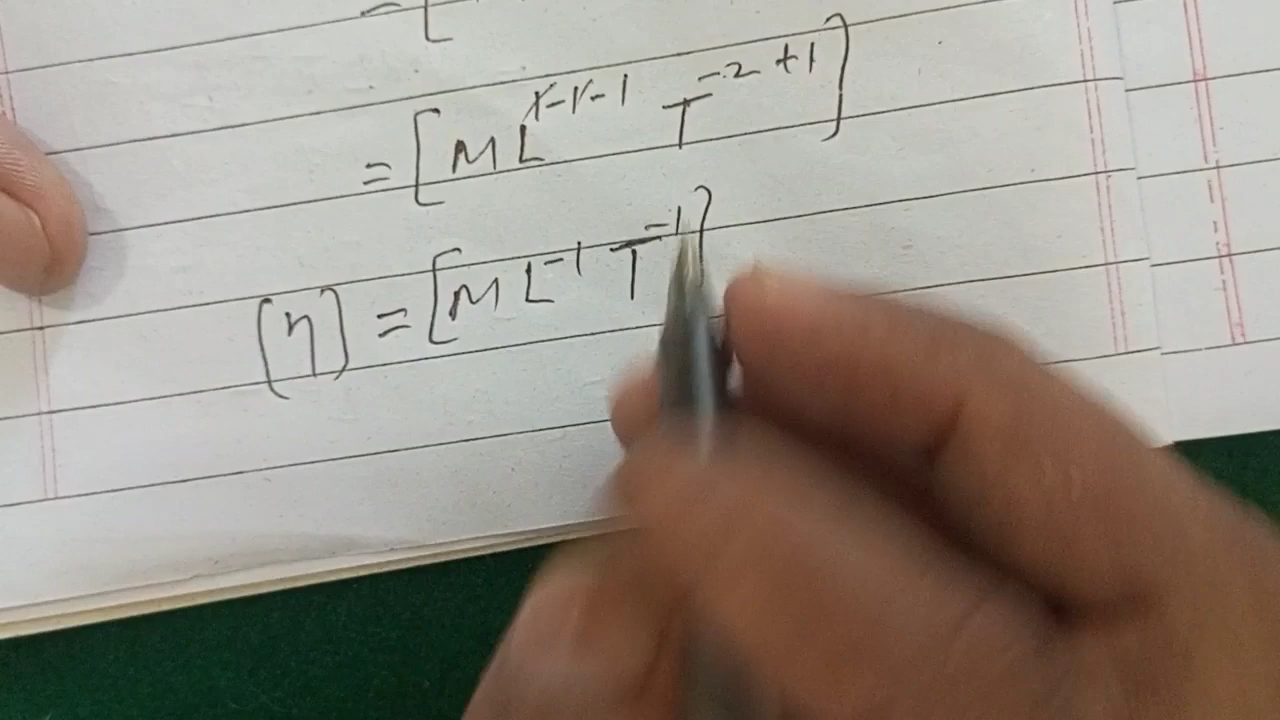 = [M L^{1-1-1} T^{-2+1}]
[η] = [M L^{-1} T^{-1}]